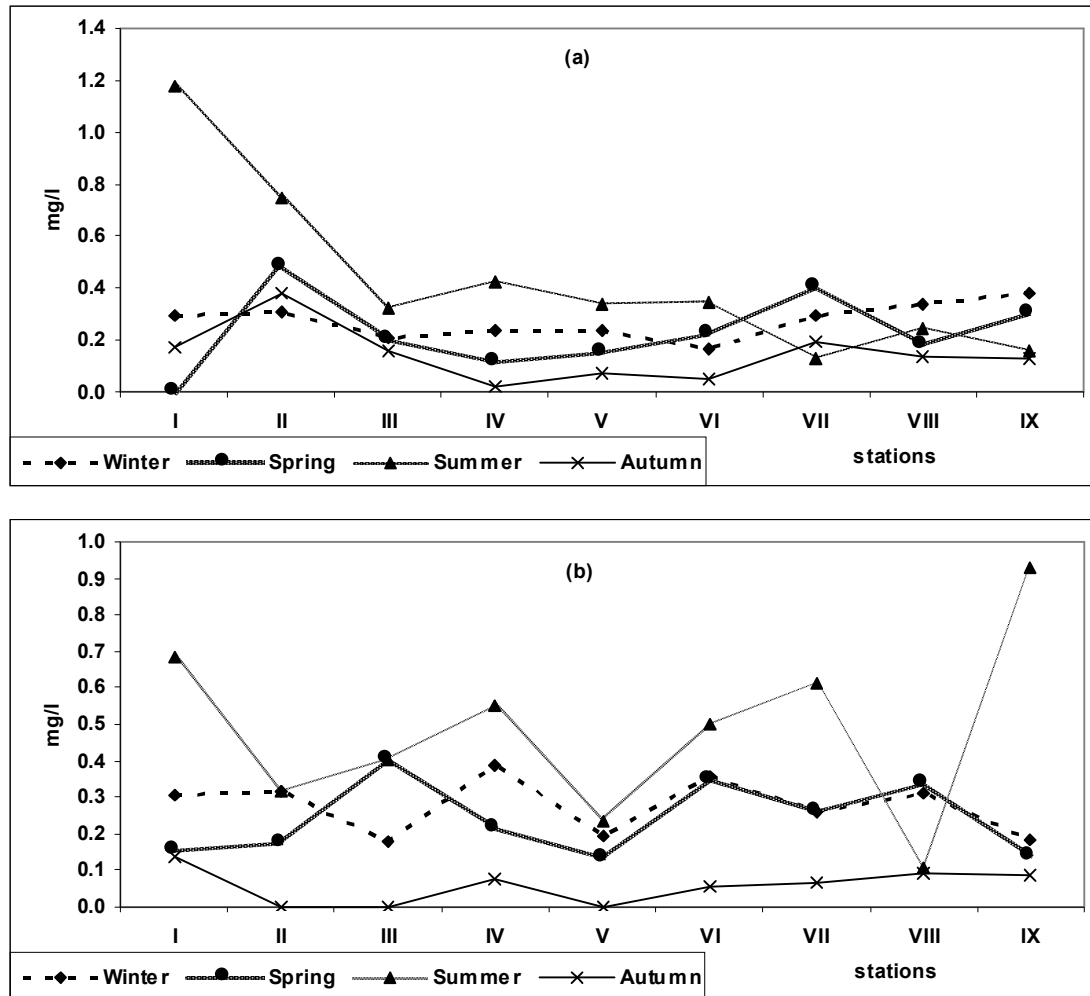 1.4
(a)
1.2
1.0
0.8
mg/l
0.6
0.4
0.2
0.0
I II III IV V VI VII VIII IX
Winter Spring Summer Autumn
stations
1.0
(b)
0.9
0.8
0.7
0.6
mg/l
0.5
0.4
0.3
0.2
0.1
0.0
I II III IV V VI VII VIII IX
Winter Spring Summer Autumn
stations